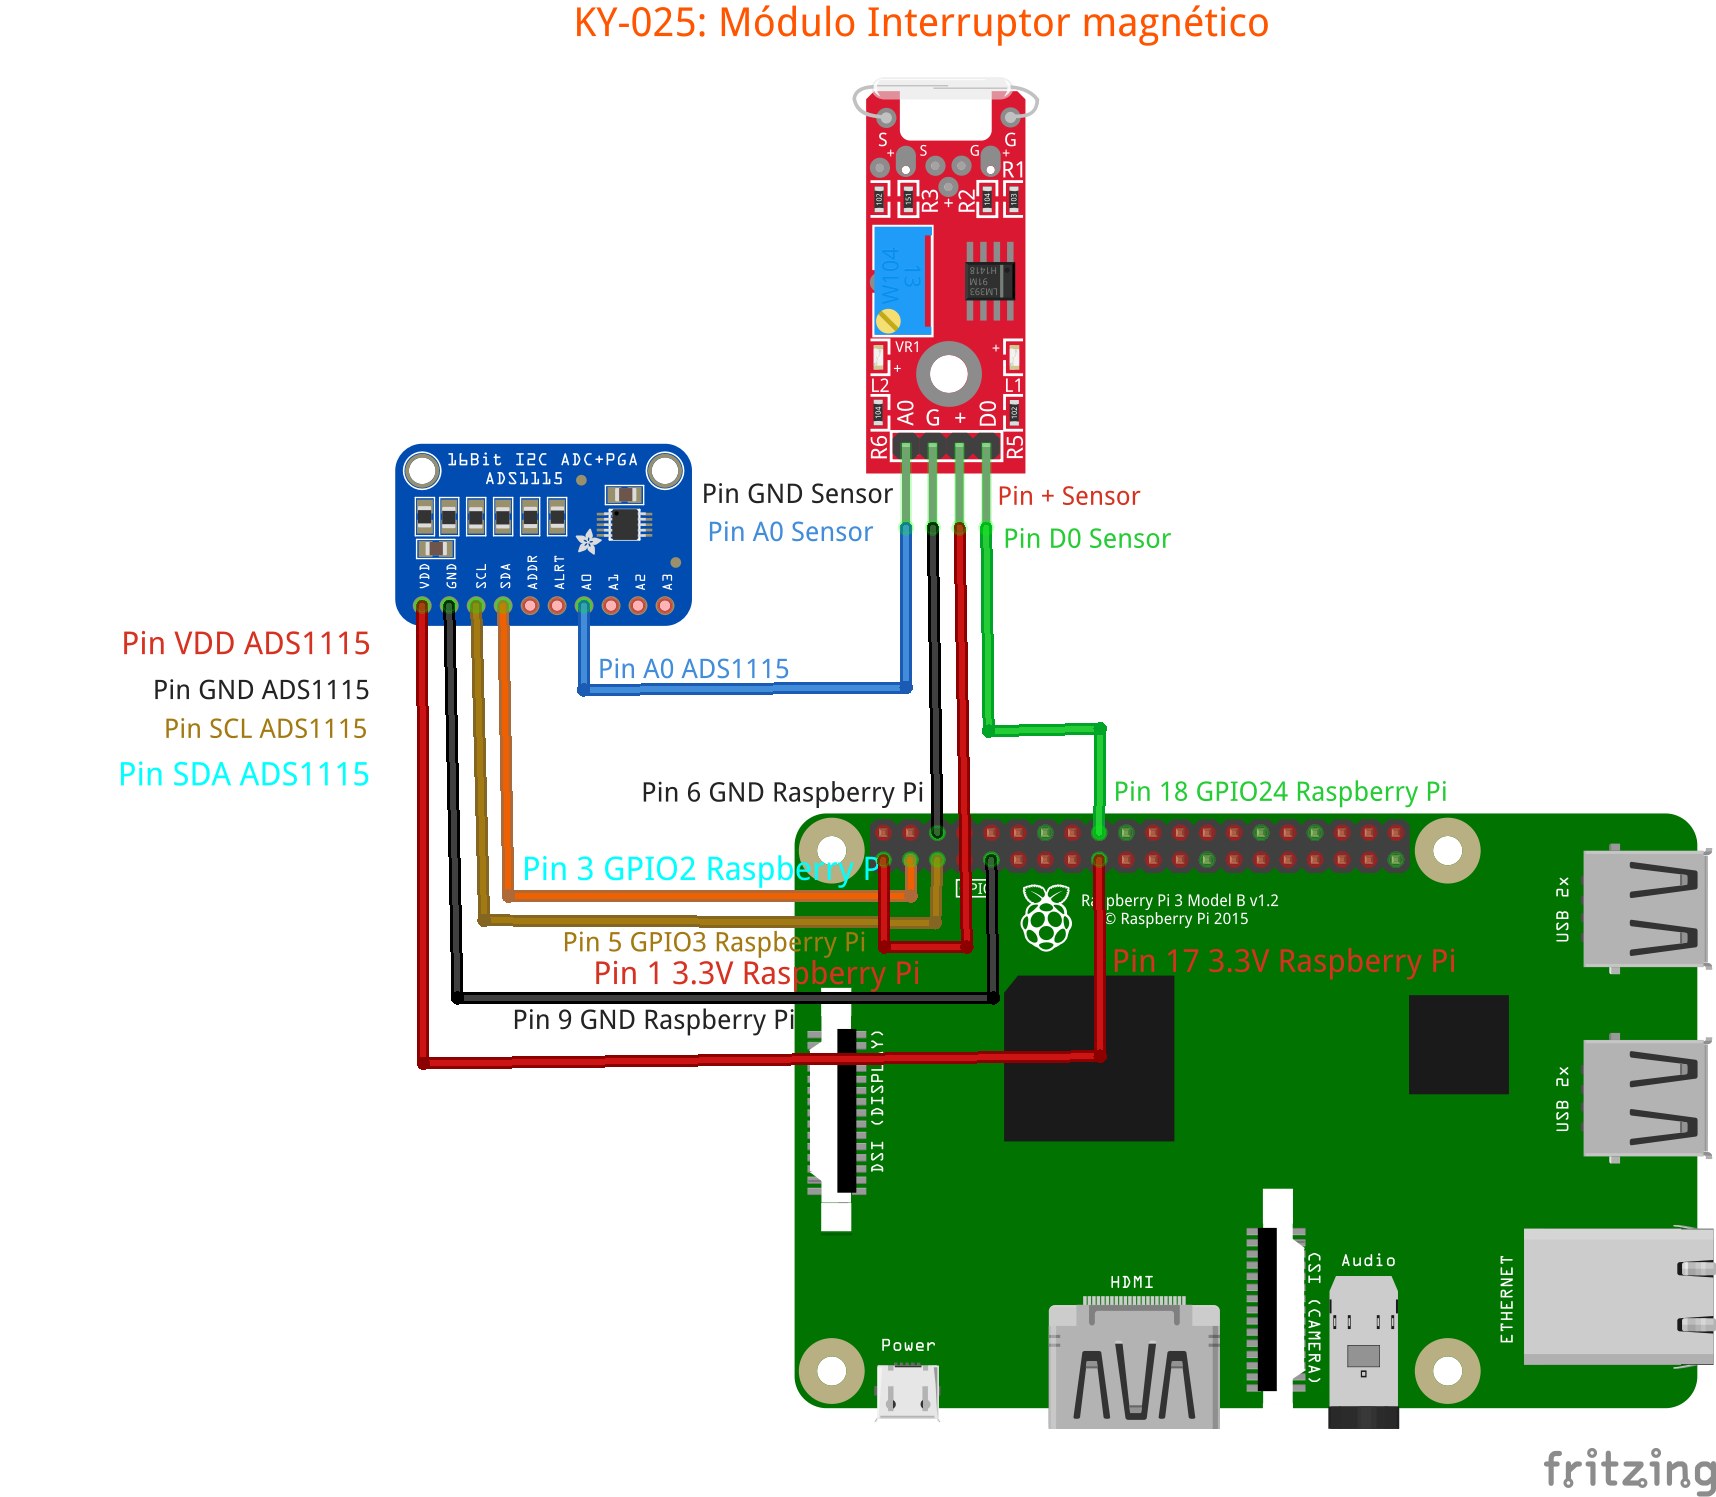 KY-025: Módulo Interruptor magnético
S
G
+
S
G
+
R1
102
151
R3
+
R2
104
103
W104
13
LM393
91M
H1418
VR1
+
+
L2
L1
104
102
R6
A0
G
+
D0
R5
16Bit I2C ADC+PGA
ADS1115
VDD
GND
SCL
SDA
ADDR
ALRT
A0
A1
A2
A3
Pin GND Sensor
Pin A0 Sensor
Pin + Sensor
Pin D0 Sensor
Pin VDD ADS1115
Pin GND ADS1115
Pin SCL ADS1115
Pin SDA ADS1115
Pin A0 ADS1115
Pin 6 GND Raspberry Pi
Pin 18 GPIO24 Raspberry Pi
Pin 3 GPIO2 Raspberry P
Pin 5 GPIO3 Raspberry Pi
Pin 1 3.3V Raspberry Pi
Pin 9 GND Raspberry Pi
Pin 17 3.3V Raspberry Pi
GPIO
Raspberry Pi 3 Model B v1.2
© Raspberry Pi 2015
USB 2x
USB 2x
DSI (DISPLAY)
CSI (CAMERA)
HDMI
Audio
ETHERNET
Power
fritzing